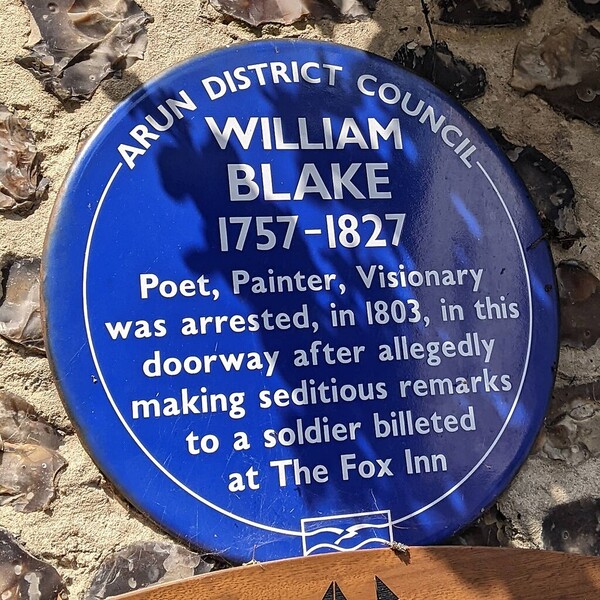 ARUN DISTRICT COUNCIL
WILLIAM
BLAKE
1757-1827
Poet, Painter, Visionary
was arrested, in 1803, in this
doorway after allegedly
making seditious remarks
to a soldier billeted
at The Fox Inn